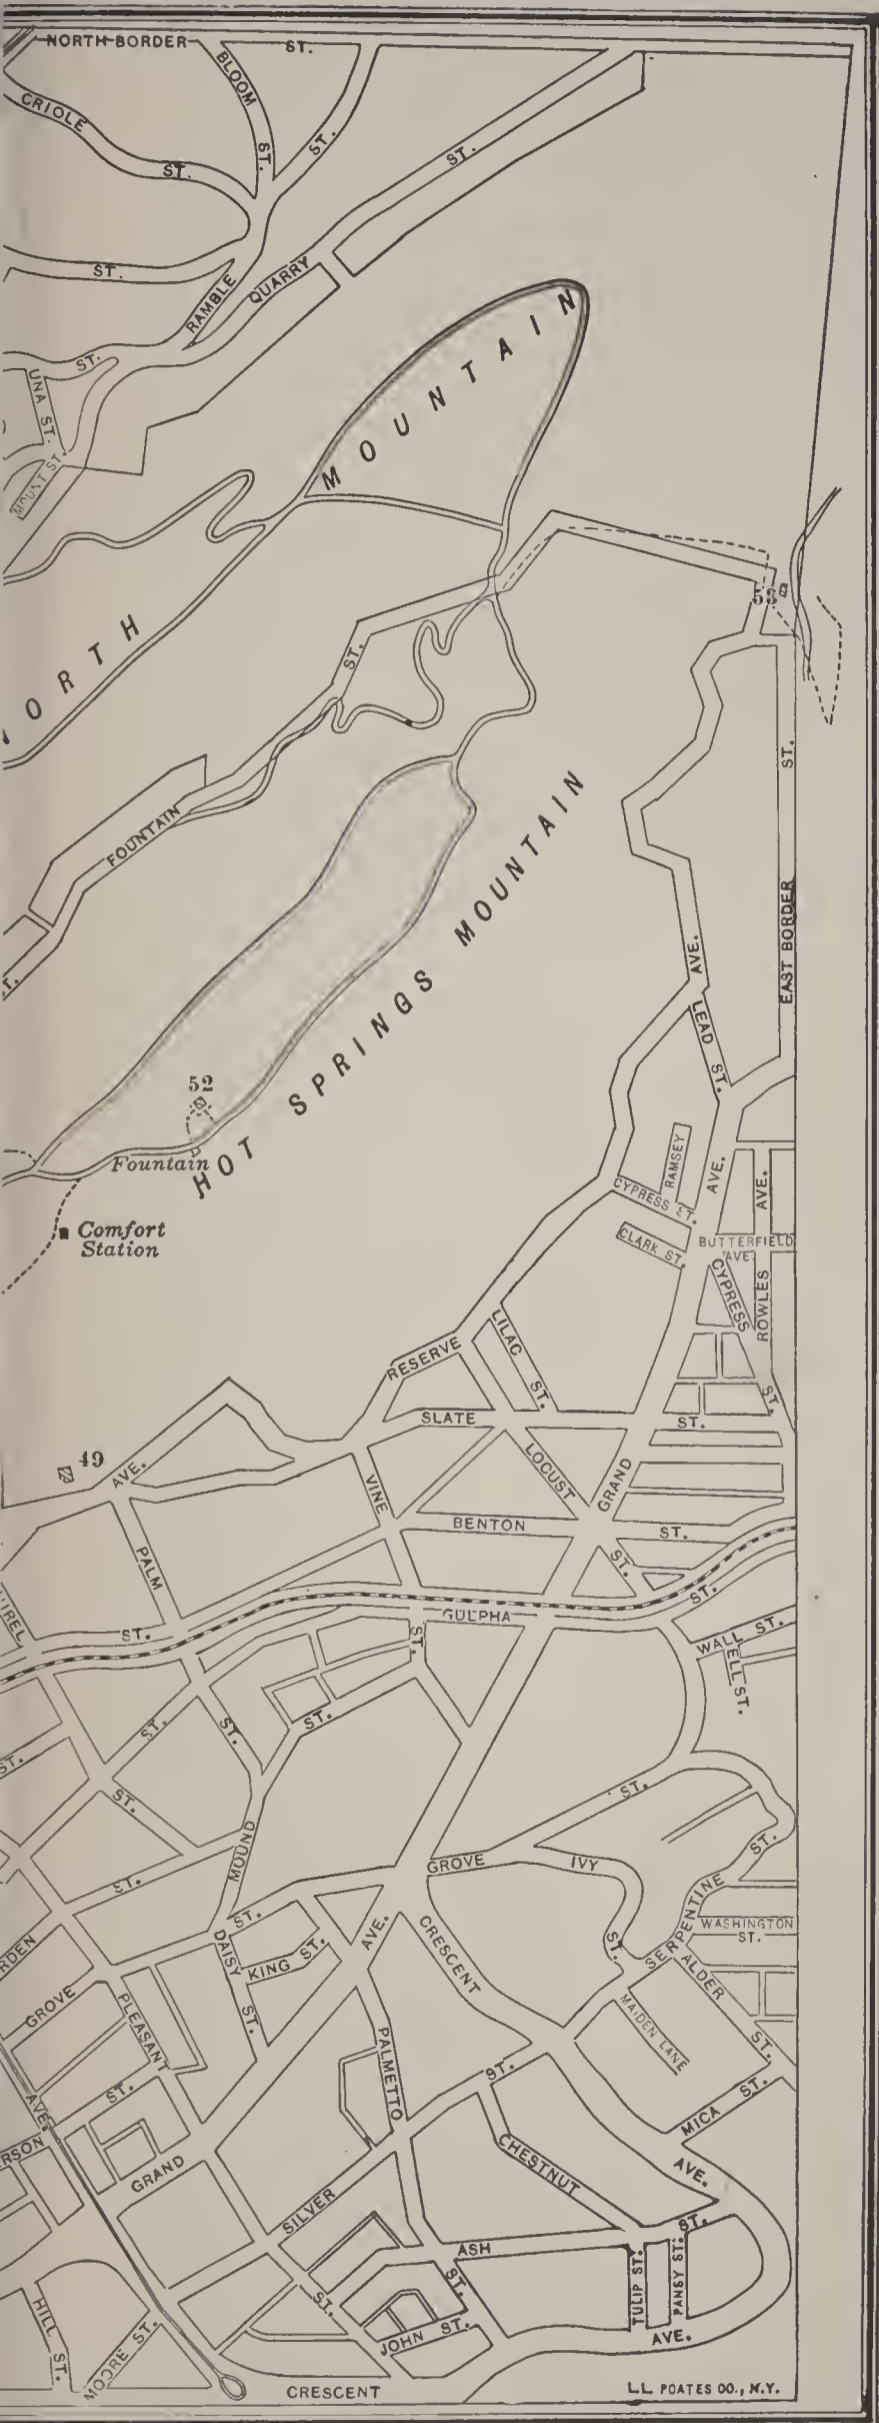 NORTH BORDER ST.
BLOOM ST.
CRIOLE ST.
ST.
ST.
ST.
RAMBLE
QUARRY
ST.
UNA ST.
MOUNT ST.
MOUNTAIN
NORTH
53
ST.
FOUNTAIN
ST.
HOT SPRINGS MOUNTAIN
ST.
EAST BORDER
AVE.
LEAD ST.
52
Fountain
Comfort
Station
RAMSEY
CYPRESS ST.
CLARK ST.
AVE.
AVE.
BUTTERFIELD
AVE
CYPRESS
ROWLES
ST.
RESERVE
LILAC ST.
SLATE ST.
49
AVE.
VINE
LOCUST
GRAND
BENTON ST.
ST.
PALM
ST.
GULPHA ST.
ST.
WALL ST.
ELL ST.
ST.
ST.
ST.
ST.
ST.
ST.
ST.
MOUND
GROVE
IVY
ST.
ST.
SERPENTINE
WASHINGTON
ST.
ST.
DAISY
KING ST.
AVE.
CRESCENT
ALDER
ST.
MAIDEN LANE
GROVE
PLEASANT
ST.
ST.
PALMETTO
ST.
MICA ST.
AVE.
GRAND
SILVER
CHESTNUT
AVE.
ASH
ST.
ST.
TULIP ST.
PANSY ST.
ST.
HILL ST.
MOORE ST.
JOHN ST.
AVE.
CRESCENT
L.L. POATES CO., N.Y.